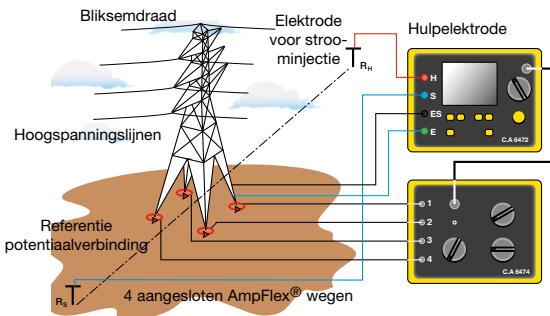 Bliksemdraad
Elektrode
voor stroo-
minjectie
Hulpelektrode
RH
H
S
ES
E
C.A 6472
Hoogspanningslijnen
1
2
3
4
C.A 6474
Referentie
potentiaalverbinding
RS
4 aangesloten AmpFlex® wegen